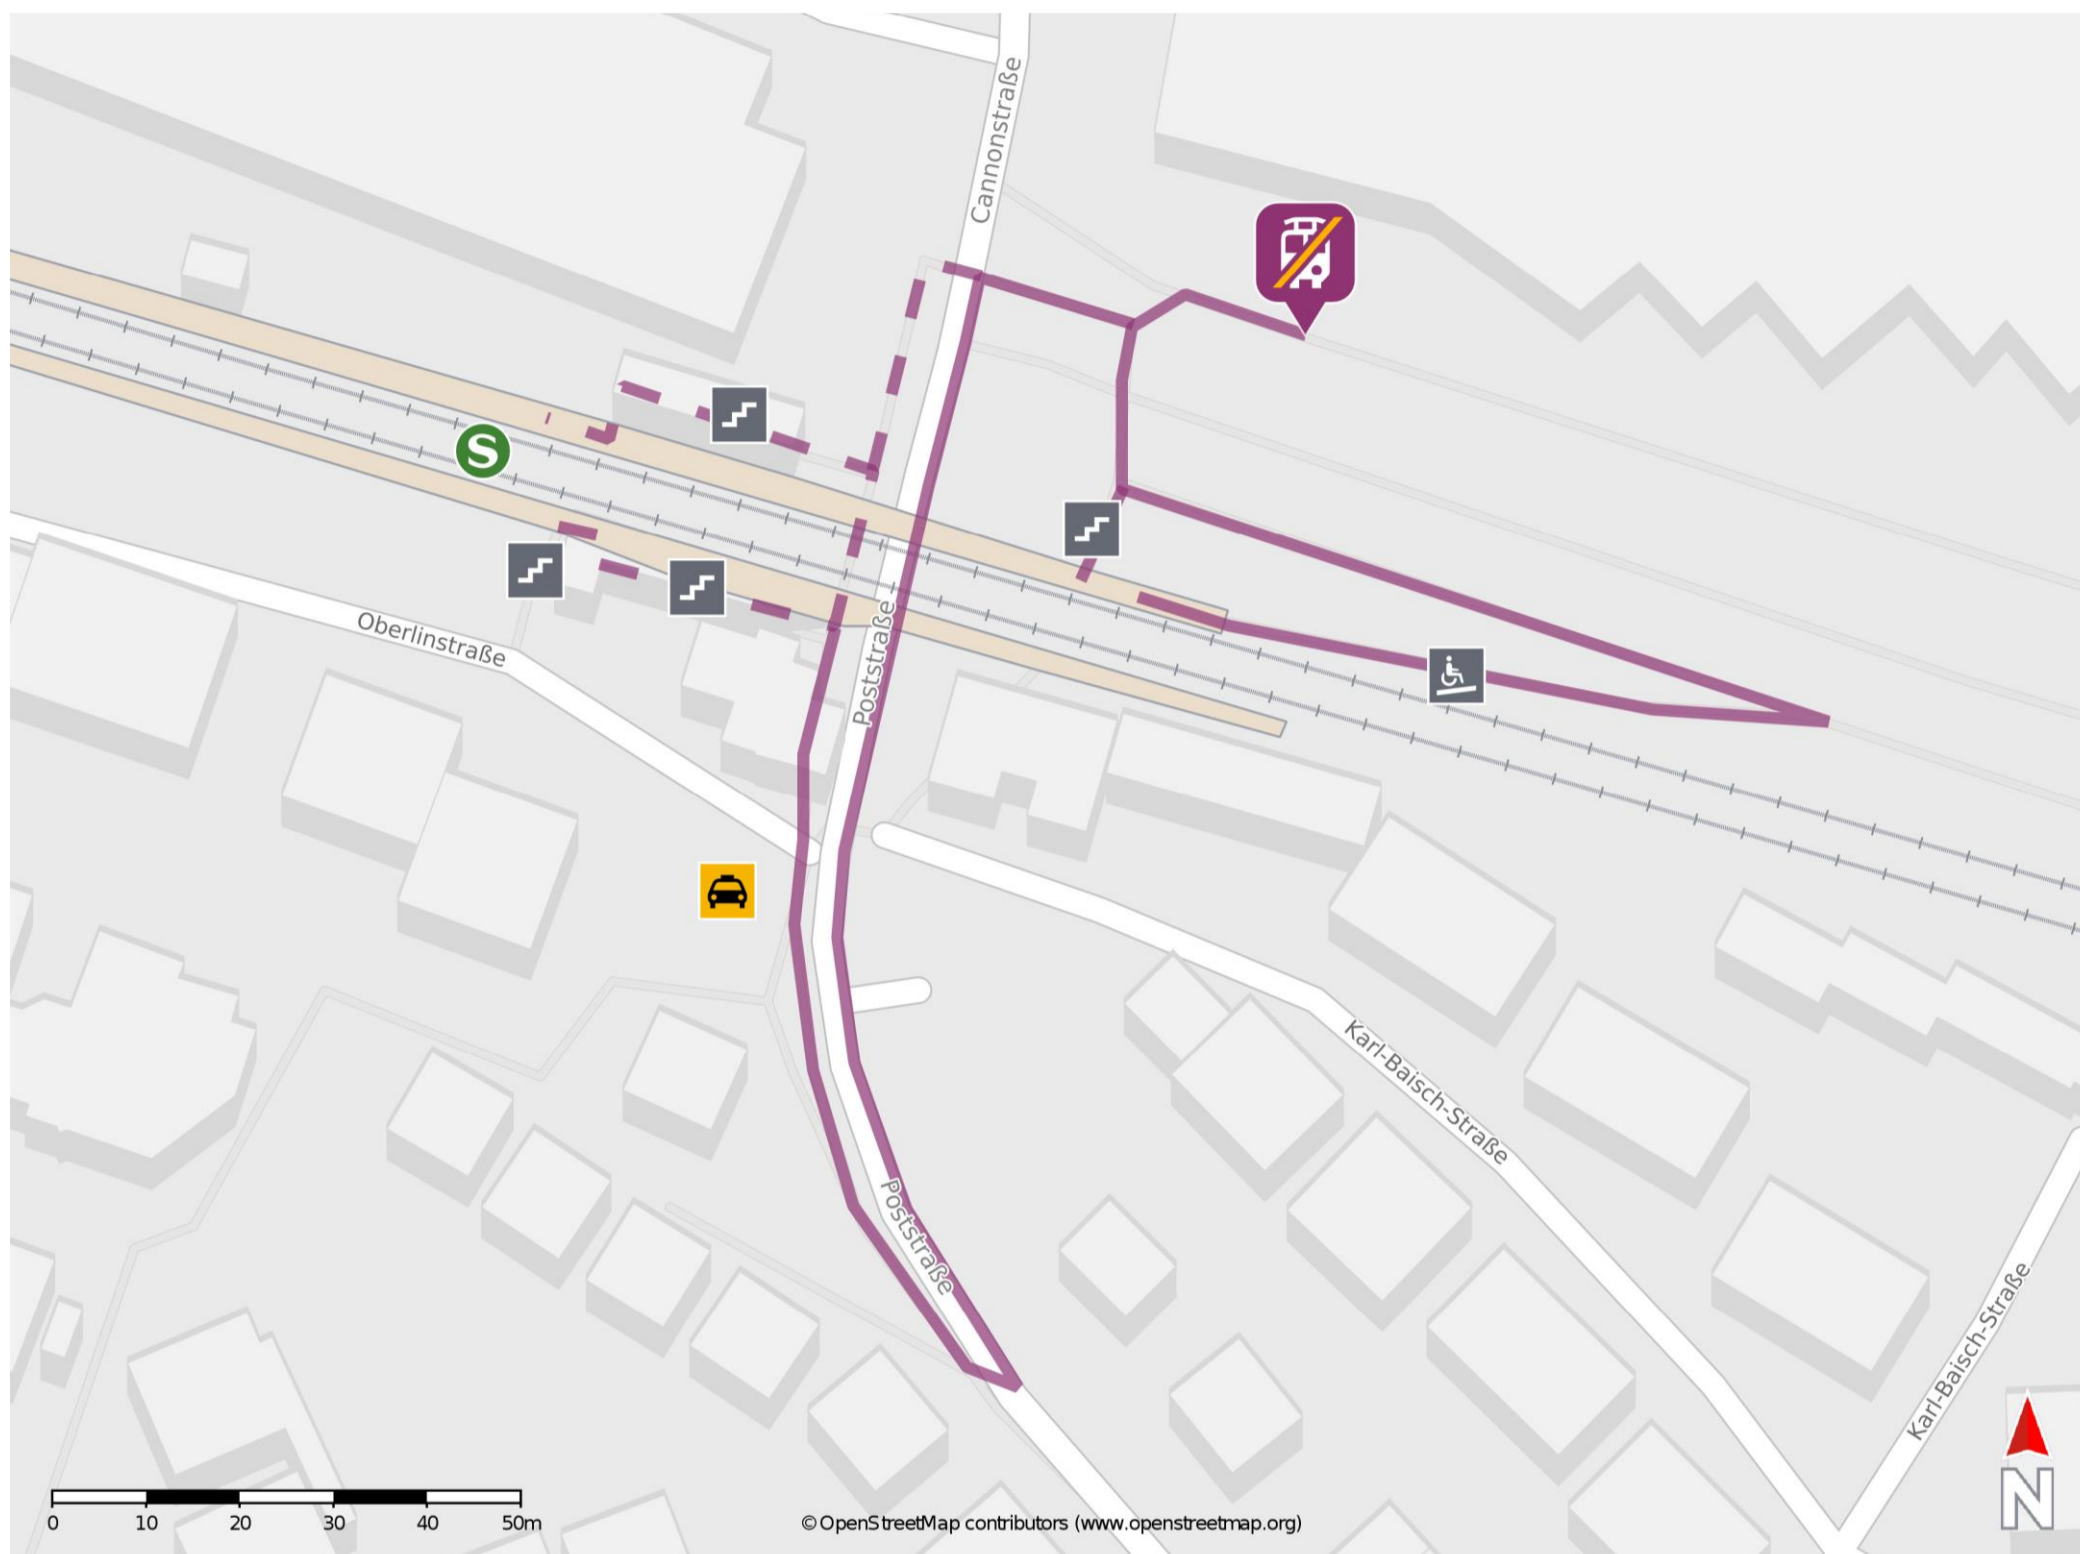 Cannonstraße
S
Oberlinstraße
Poststraße
Karl-Baisch-Straße
Poststraße
Karl-Baisch-Straße
0 10 20 30 40 50m
© OpenStreetMap contributors (www.openstreetmap.org)
N